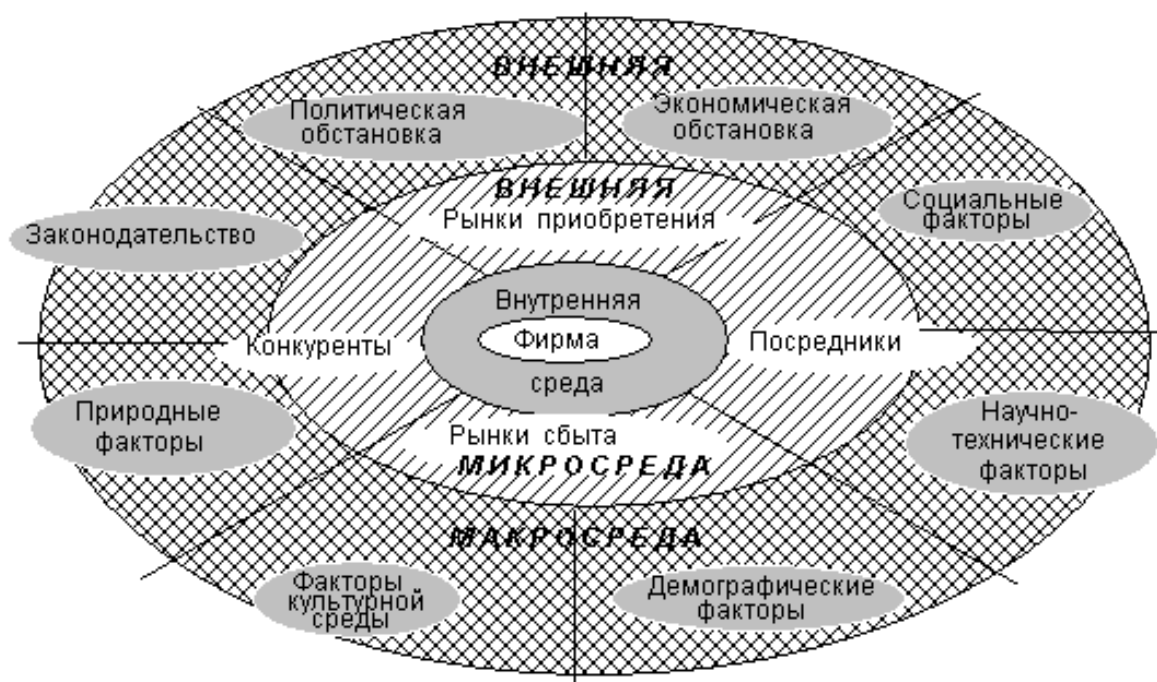 ВНЕШНЯЯ
Политическая
обстановка
Экономическая
обстановка
ВНЕШНЯЯ
Рынки приобретения
Социальные
факторы
Законодательство
Внутренняя
Фирма
среда
Конкуренты
Посредники
Природные
факторы
Рынки сбыта
МИКРОСРЕДА
Научно-
технические
факторы
МАКРОСРЕДА
Факторы
культурной
среды
Демографические
факторы